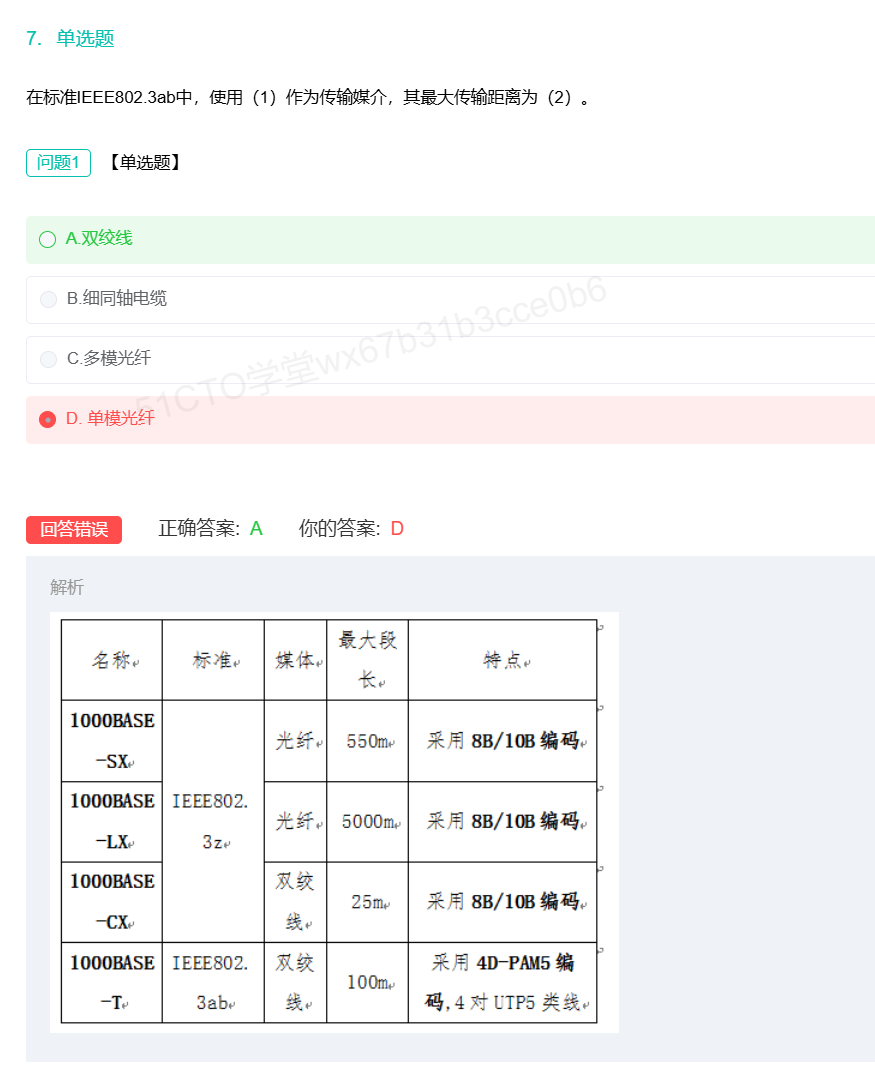 7. 单选题
在标准IEEE802.3ab中，使用（1）作为传输媒介，其最大传输距离为（2）。
问题1 【单选题】
A.双绞线
B.细同轴电缆
C.多模光纤
D. 单模光纤
51CTO学堂wx67b31b3cce0b6
回答错误 正确答案: A 你的答案: D
解析
名称 标准 媒体 最大段长 特点
1000BASE-SX IEEE802.3z 光纤 550m 采用 8B/10B 编码
1000BASE-LX 光纤 5000m 采用 8B/10B 编码
1000BASE-CX 双绞线 25m 采用 8B/10B 编码
1000BASE-T IEEE802.3ab 双绞线 100m 采用 4D-PAM5 编码,4 对 UTP5 类线